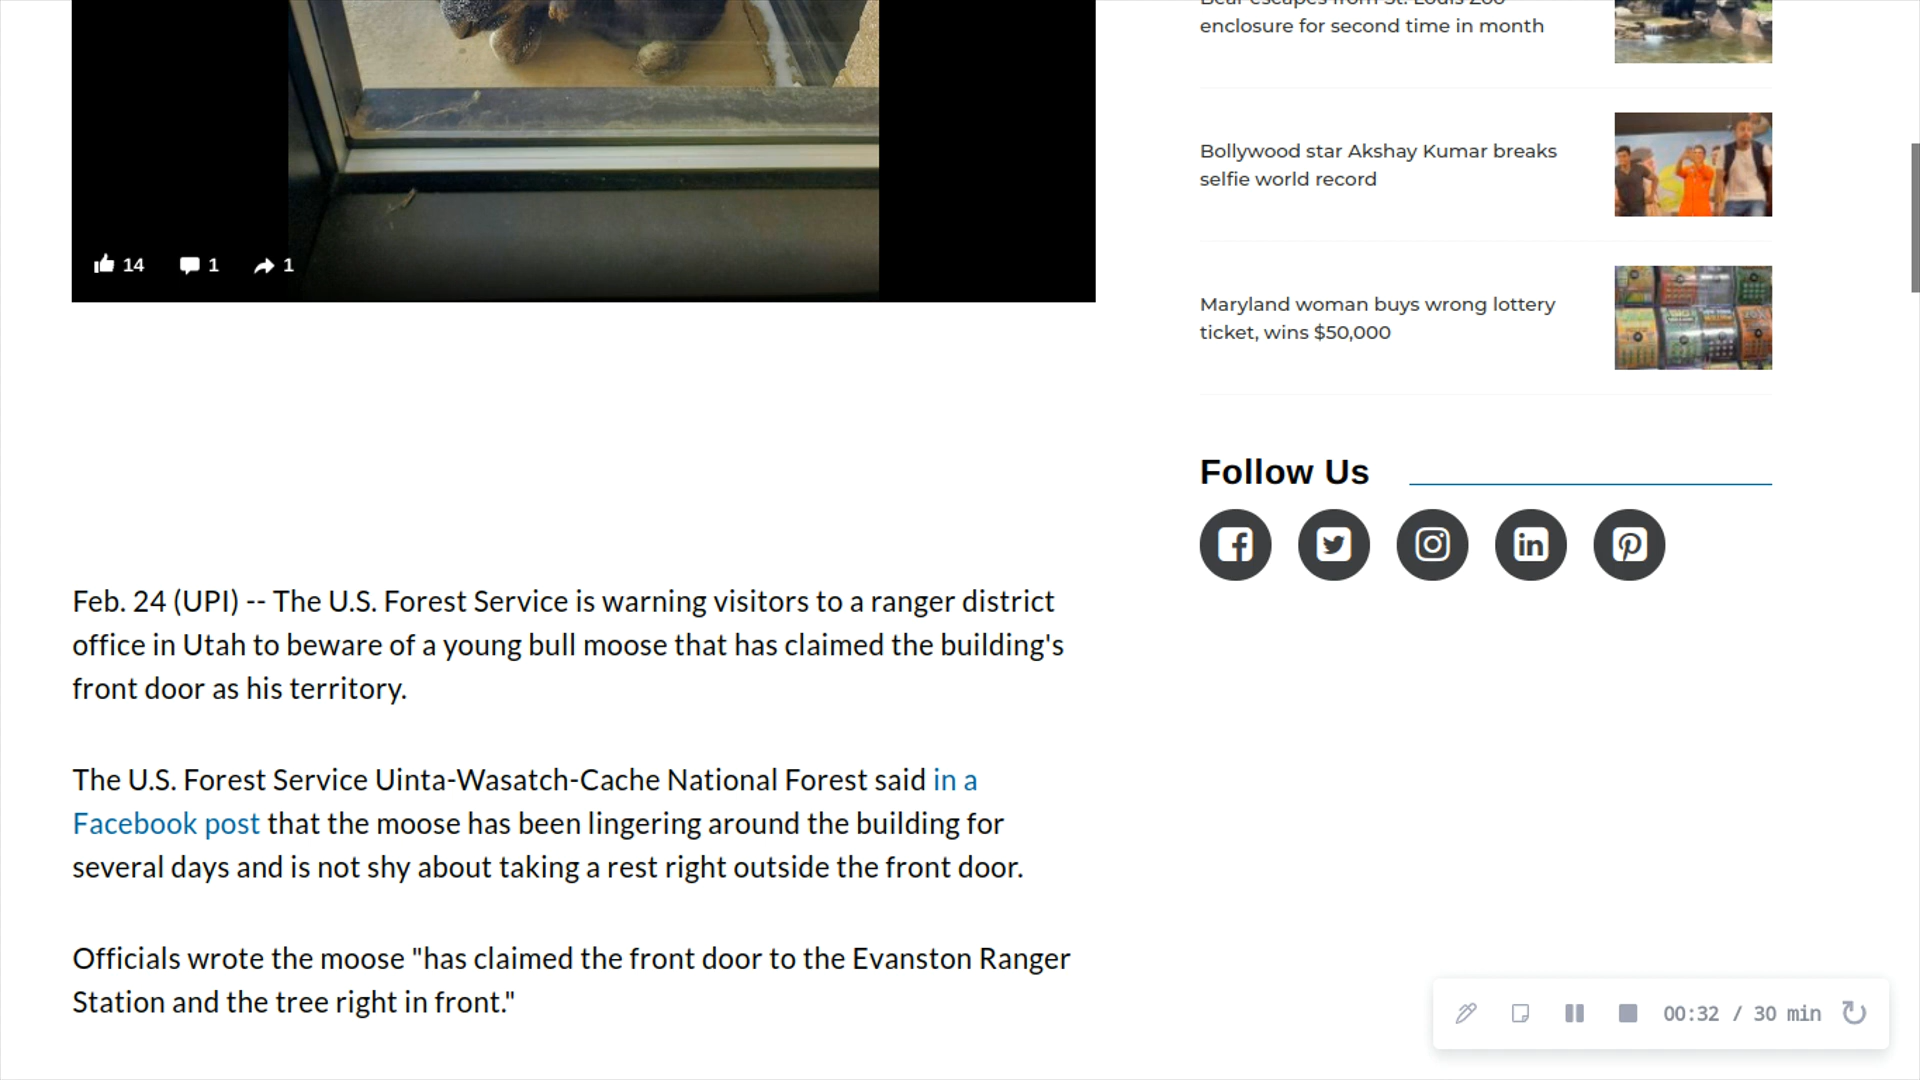 Bear escapes from St. Louis Zoo
enclosure for second time in month
Bollywood star Akshay Kumar breaks
selfie world record
Maryland woman buys wrong lottery
ticket, wins $50,000
14 1 1
Follow Us
Feb. 24 (UPI) -- The U.S. Forest Service is warning visitors to a ranger district
office in Utah to beware of a young bull moose that has claimed the building's
front door as his territory.
The U.S. Forest Service Uinta-Wasatch-Cache National Forest said in a
Facebook post that the moose has been lingering around the building for
several days and is not shy about taking a rest right outside the front door.
Officials wrote the moose "has claimed the front door to the Evanston Ranger
Station and the tree right in front."
00:32 / 30 min